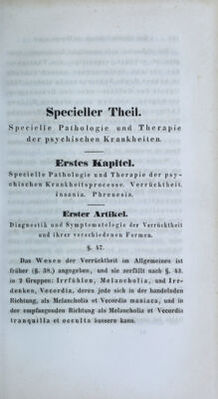 Specieller Theil.
Specielle Pathologie und Therapie
der psychischen Krankheiten.
Erstes Kapitel.
Specielle Pathologie und Therapie der psy-
chischen Krankheitsprocesse. Verrücktheit.
insania. Phrenesis.
Erster Artikel.
Diagnostik und Symptomatologie der Verrücktheit
und ihrer verschiedenen Formen.
§. 47.
Das Wesen der Verrücktheit im Allgemeinen ist
früher (§. 38.) angegeben, und sie zerfällt nach §. 43.
in 2 Gruppen: Irrfühlen, Melancholia, und Irr-
denken, Vecordia, deren jede sich in der handelnden
Richtung, als Melancholia et Vecordia maniaca, und in
der empfangenden Richtung als Melancholia et Vecordia
tranquilla et occulta äussern kann.